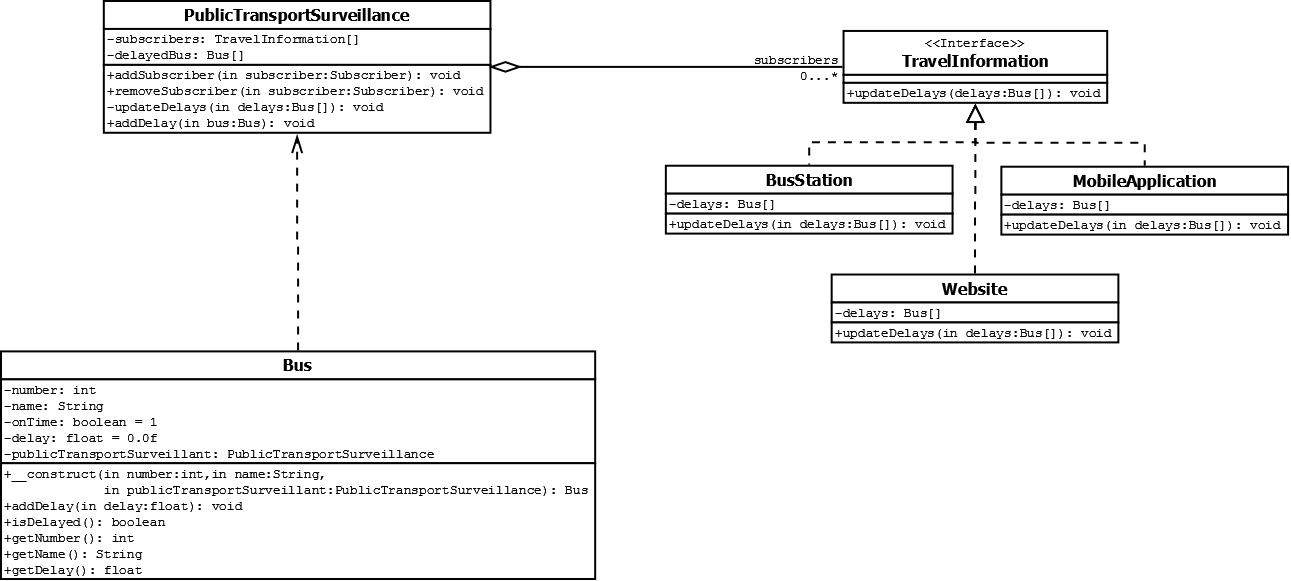 PublicTransportSurveillance
-subscribers: TravelInformation[]
-delayedBus: Bus[]
+addSubscriber(in subscriber:Subscriber): void
+removeSubscriber(in subscriber:Subscriber): void
-updateDelays(in delays:Bus[]): void
+addDelay(in bus:Bus): void
subscribers
0...*
<<Interface>>
TravelInformation
+updateDelays(delays:Bus[]): void
BusStation
-delays: Bus[]
+updateDelays(in delays:Bus[]): void
MobileApplication
-delays: Bus[]
+updateDelays(in delays:Bus[]): void
Website
-delays: Bus[]
+updateDelays(in delays:Bus[]): void
Bus
-number: int
-name: String
-onTime: boolean = 1
-delay: float = 0.0f
-publicTransportSurveillant: PublicTransportSurveillance
+__construct(in number:int,in name:String,
in publicTransportSurveillant:PublicTransportSurveillance): Bus
+addDelay(in delay:float): void
+isDelayed(): boolean
+getNumber(): int
+getName(): String
+getDelay(): float